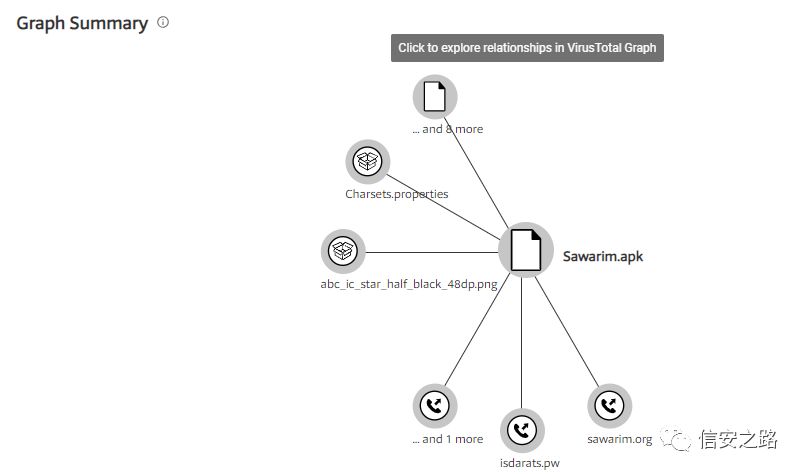 Graph Summary
Click to explore relationships in VirusTotal Graph
... and 8 more
Charsets.properties
Sawarim.apk
abc_ic_star_half_black_48dp.png
... and 1 more
isdarats.pw
sawarim.org
信安之路